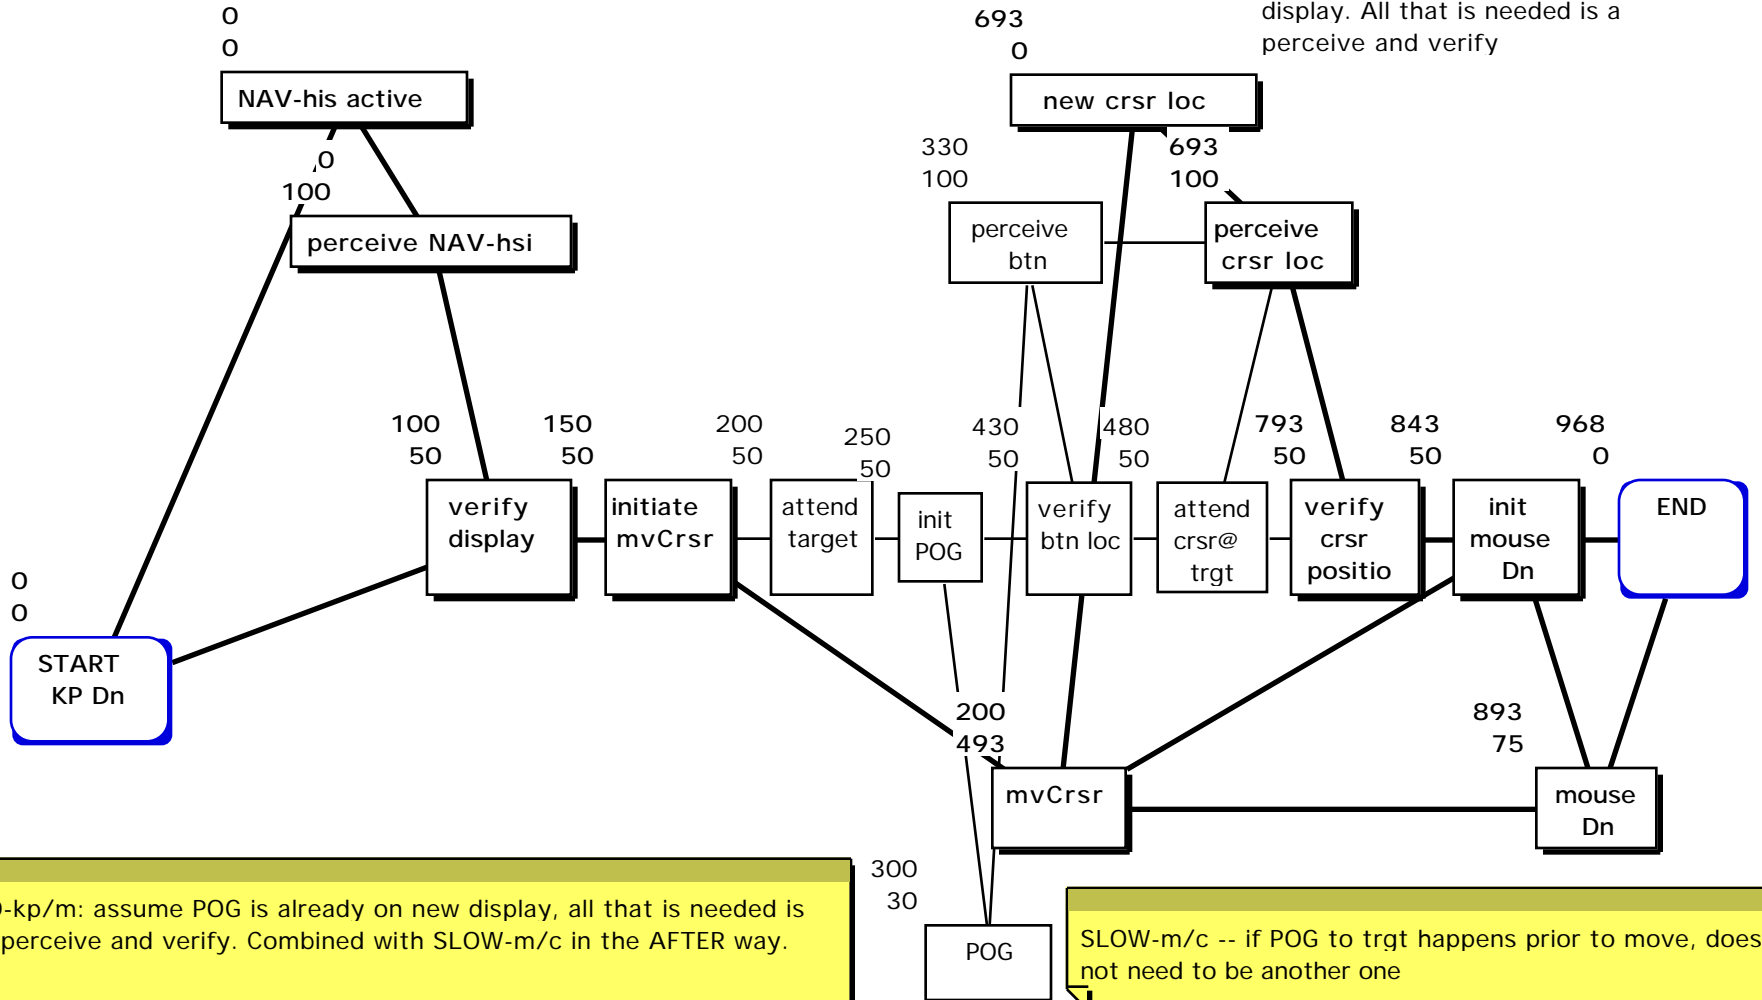 0
0
NAV-his active
0
100
perceive NAV-hsi
693
0
new crsr loc
display. All that is needed is a
perceive and verify
330
100
perceive
btn
693
100
perceive
crsr loc
100
50
verify
display
150
50
initiate
mvCrsr
200
50
attend
target
250
50
init
POG
430
50
verify
btn loc
480
50
attend
crsr@
trgt
793
50
verify
crsr
positio
843
50
init
mouse
Dn
968
0
END
0
0
START
KP Dn
200
493
mvCrsr
893
75
mouse
Dn
300
30
POG
-kp/m: assume POG is already on new display, all that is needed is
perceive and verify. Combined with SLOW-m/c in the AFTER way.
SLOW-m/c -- if POG to trgt happens prior to move, does
not need to be another one